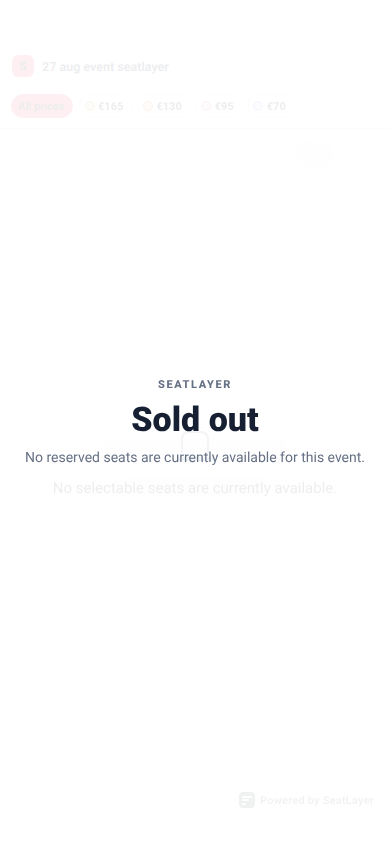 S 27 aug event seatlayer
All prices €165 €130 €95 €70
SEATLAYER
Sold out
No reserved seats are currently available for this event.
No selectable seats are currently available.
Powered by SeatLayer